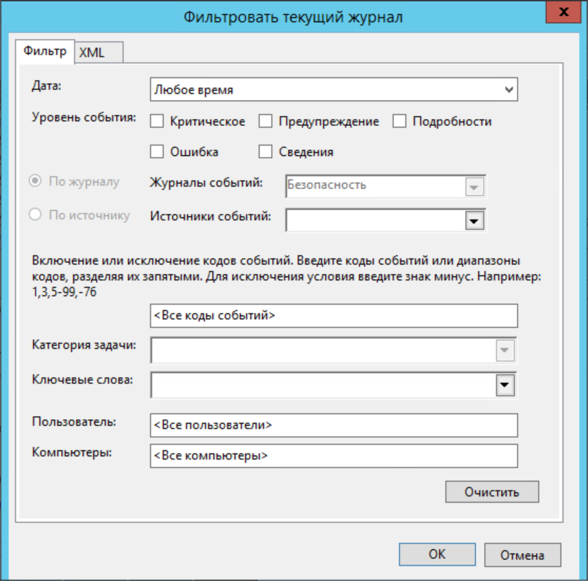 Фильтровать текущий журнал
x
Фильтр XML
Дата: Любое время
Уровень события: Критическое Предупреждение Подробности
Ошибка Сведения
По журналу Журналы событий: Безопасность
По источнику Источники событий:
Включение или исключение кодов событий. Введите коды событий или диапазоны
кодов, разделяя их запятыми. Для исключения условия введите знак минус. Например:
1,3,5-99,-76
<Все коды событий>
Категория задачи:
Ключевые слова:
Пользователь: <Все пользователи>
Компьютеры: <Все компьютеры>
Очистить
ОК Отмена